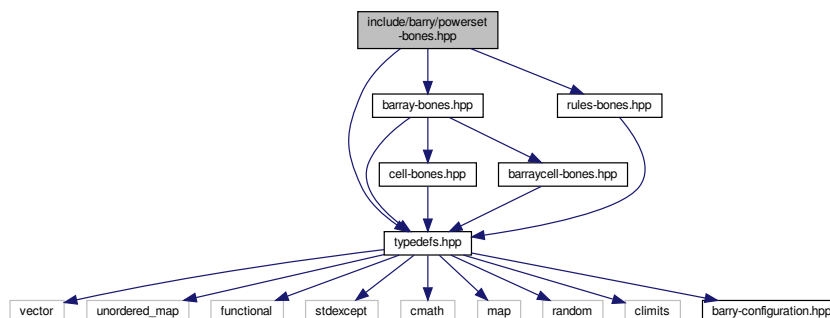 include/barry/powerset
-bones.hpp
barray-bones.hpp
rules-bones.hpp
cell-bones.hpp
barraycell-bones.hpp
typedefs.hpp
vector
unordered_map
functional
stdexcept
cmath
map
random
climits
barry-configuration.hpp